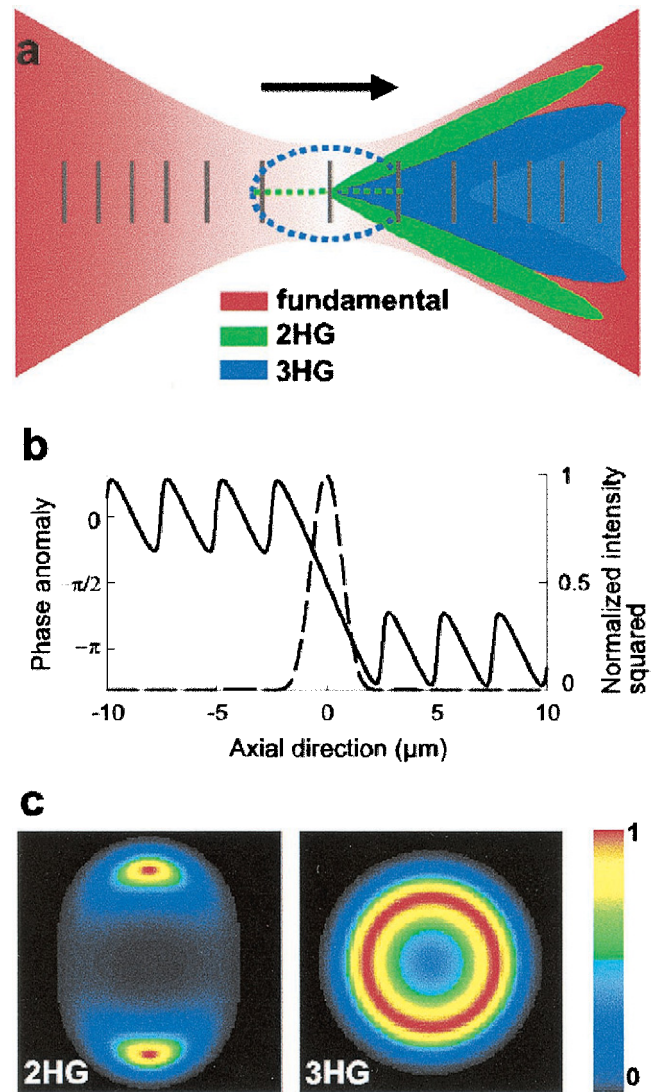 a
fundamental
2HG
3HG
b
Phase anomaly
0
-π/2
-π
1
0.5
0
Normalized intensity
squared
-10
-5
0
5
10
Axial direction (μm)
c
2HG
3HG
1
0